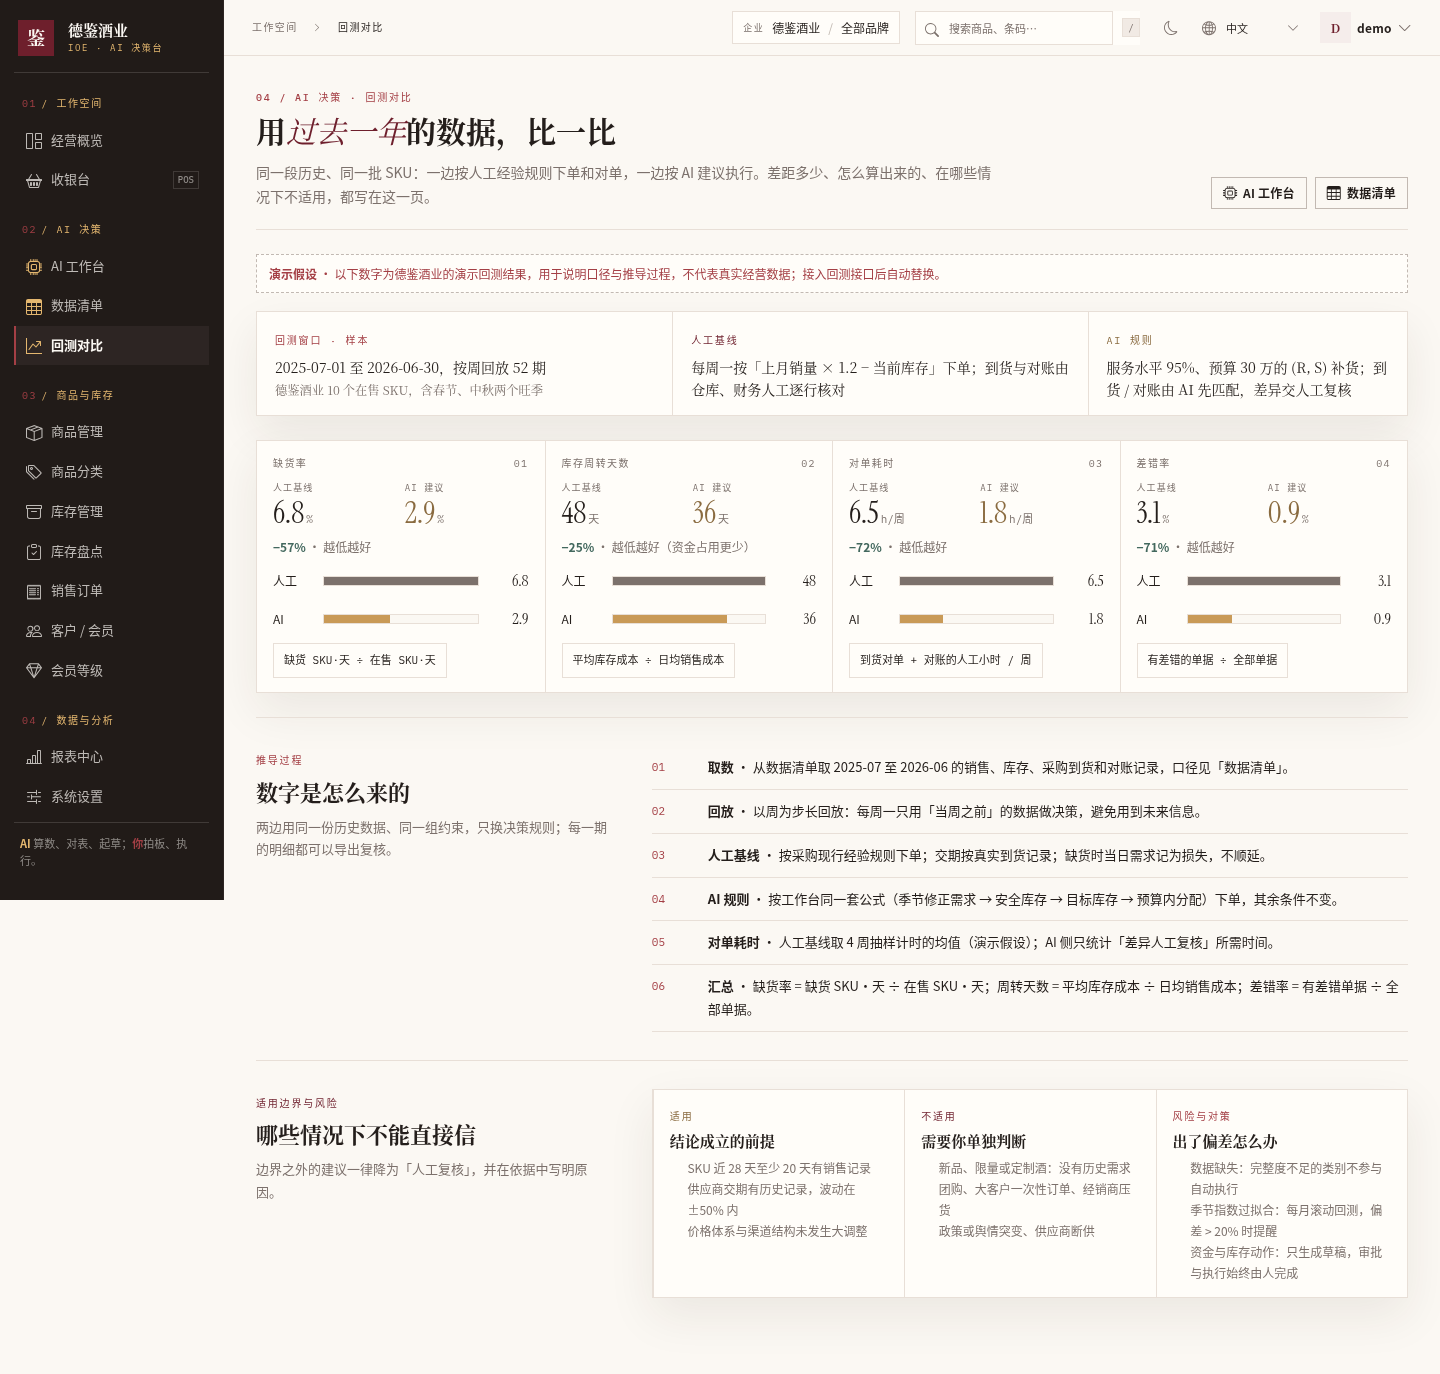 鉴
德鉴酒业
IOE · AI 决策台
01 / 工作空间
经营概览
收银台 POS
02 / AI 决策
AI 工作台
数据清单
回测对比
03 / 商品与库存
商品管理
商品分类
库存管理
库存盘点
销售订单
客户 / 会员
会员等级
04 / 数据与分析
报表中心
系统设置
AI 算数、对表、起草；你拍板、执
行。
工作空间 > 回测对比
企业 德鉴酒业 / 全部品牌
搜索商品、条码… /
中文
D demo
04 / AI 决策 · 回测对比
用过去一年的数据，比一比
同一段历史、同一批 SKU：一边按人工经验规则下单和对单，一边按 AI 建议执行。差距多少、怎么算出来的、在哪些情
况下不适用，都写在这一页。
AI 工作台 数据清单
演示假设 · 以下数字为德鉴酒业的演示回测结果，用于说明口径与推导过程，不代表真实经营数据；接入回测接口后自动替换。
回测窗口 · 样本
2025-07-01 至 2026-06-30，按周回放 52 期
德鉴酒业 10 个在售 SKU，含春节、中秋两个旺季
人工基线
每周一按「上月销量 × 1.2 − 当前库存」下单；到货与对账由
仓库、财务人工逐行核对
AI 规则
服务水平 95%、预算 30 万的 (R, S) 补货；到
货 / 对账由 AI 先匹配，差异交人工复核
缺货率 01
人工基线 AI 建议
6.8% 2.9%
−57% · 越低越好
人工 6.8
AI 2.9
缺货 SKU·天 ÷ 在售 SKU·天
库存周转天数 02
人工基线 AI 建议
48天 36天
−25% · 越低越好（资金占用更少）
人工 48
AI 36
平均库存成本 ÷ 日均销售成本
对单耗时 03
人工基线 AI 建议
6.5h/周 1.8h/周
−72% · 越低越好
人工 6.5
AI 1.8
到货对单 + 对账的人工小时 / 周
差错率 04
人工基线 AI 建议
3.1% 0.9%
−71% · 越低越好
人工 3.1
AI 0.9
有差错的单据 ÷ 全部单据
推导过程
数字是怎么来的
两边用同一份历史数据、同一组约束，只换决策规则；每一期
的明细都可以导出复核。
01 取数 · 从数据清单取 2025-07 至 2026-06 的销售、库存、采购到货和对账记录，口径见「数据清单」。
02 回放 · 以周为步长回放：每周一只用「当周之前」的数据做决策，避免用到未来信息。
03 人工基线 · 按采购现行经验规则下单；交期按真实到货记录；缺货时当日需求记为损失，不顺延。
04 AI 规则 · 按工作台同一套公式（季节修正需求 → 安全库存 → 目标库存 → 预算内分配）下单，其余条件不变。
05 对单耗时 · 人工基线取 4 周抽样计时的均值（演示假设）；AI 侧只统计「差异人工复核」所需时间。
06 汇总 · 缺货率 = 缺货 SKU·天 ÷ 在售 SKU·天；周转天数 = 平均库存成本 ÷ 日均销售成本；差错率 = 有差错单据 ÷ 全
部单据。
适用边界与风险
哪些情况下不能直接信
边界之外的建议一律降为「人工复核」，并在依据中写明原
因。
适用
结论成立的前提
SKU 近 28 天至少 20 天有销售记录
供应商交期有历史记录，波动在
±50% 内
价格体系与渠道结构未发生大调整
不适用
需要你单独判断
新品、限量或定制酒：没有历史需求
团购、大客户一次性订单、经销商压
货
政策或舆情突变、供应商断供
风险与对策
出了偏差怎么办
数据缺失：完整度不足的类别不参与
自动执行
季节指数过拟合：每月滚动回测，偏
差 > 20% 时提醒
资金与库存动作：只生成草稿，审批
与执行始终由人完成